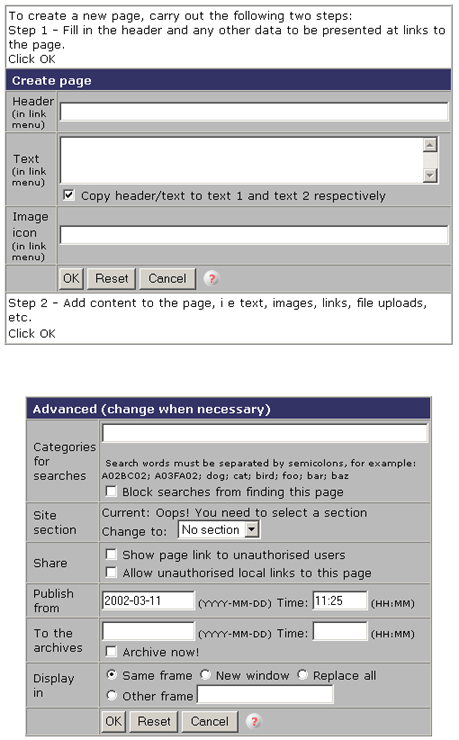 To create a new page, carry out the following two steps:
Step 1 - Fill in the header and any other data to be presented at links to
the page.
Click OK
Create page
Header
(in link
menu)
Text
(in link
menu)
Copy header/text to text 1 and text 2 respectively
Image
icon
(in link
menu)
OK Reset Cancel ?
Step 2 - Add content to the page, i e text, images, links, file uploads,
etc.
Click OK
Advanced (change when necessary)
Categories
for
searches
Search words must be separated by semicolons, for example:
A02BC02; A03FA02; dog; cat; bird; foo; bar; baz
Block searches from finding this page
Site
section
Current: Oops! You need to select a section
Change to: No section
Share
Show page link to unauthorised users
Allow unauthorised local links to this page
Publish
from
2002-03-11 (YYYY-MM-DD) Time: 11:25 (HH:MM)
To the
archives
(YYYY-MM-DD) Time: (HH:MM)
Archive now!
Display
in
Same frame New window Replace all
Other frame
OK Reset Cancel ?